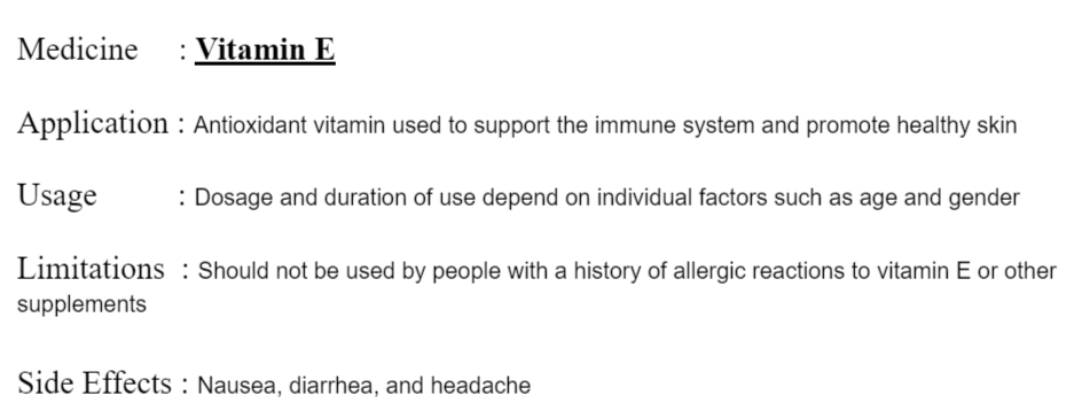 Medicine : Vitamin E
Application : Antioxidant vitamin used to support the immune system and promote healthy skin
Usage : Dosage and duration of use depend on individual factors such as age and gender
Limitations : Should not be used by people with a history of allergic reactions to vitamin E or other
supplements
Side Effects : Nausea, diarrhea, and headache